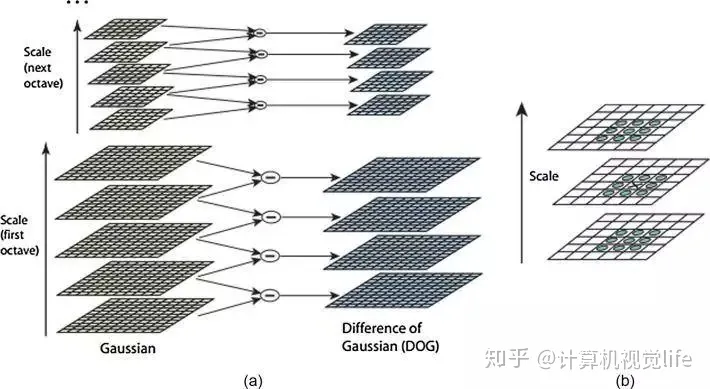 ...
Scale
(next
octave)
Scale
(first
octave)
Gaussian
Difference of
Gaussian (DOG)
(a)
Scale
(b)
知乎 @计算机视觉life